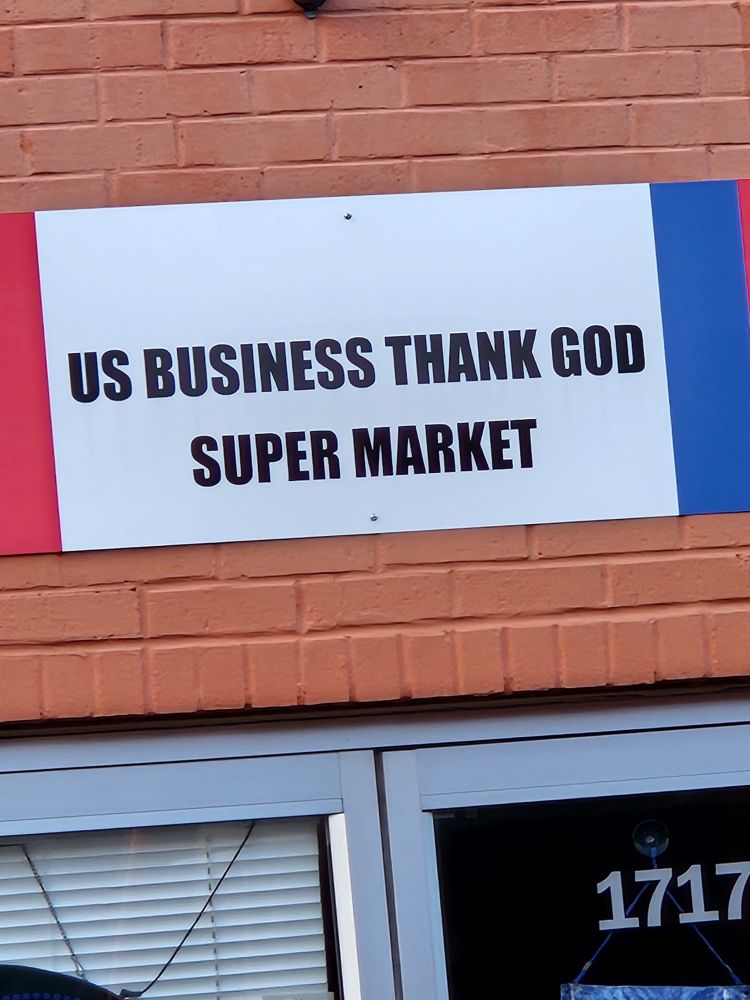 US BUSINESS THANK GOD
SUPER MARKET
1717